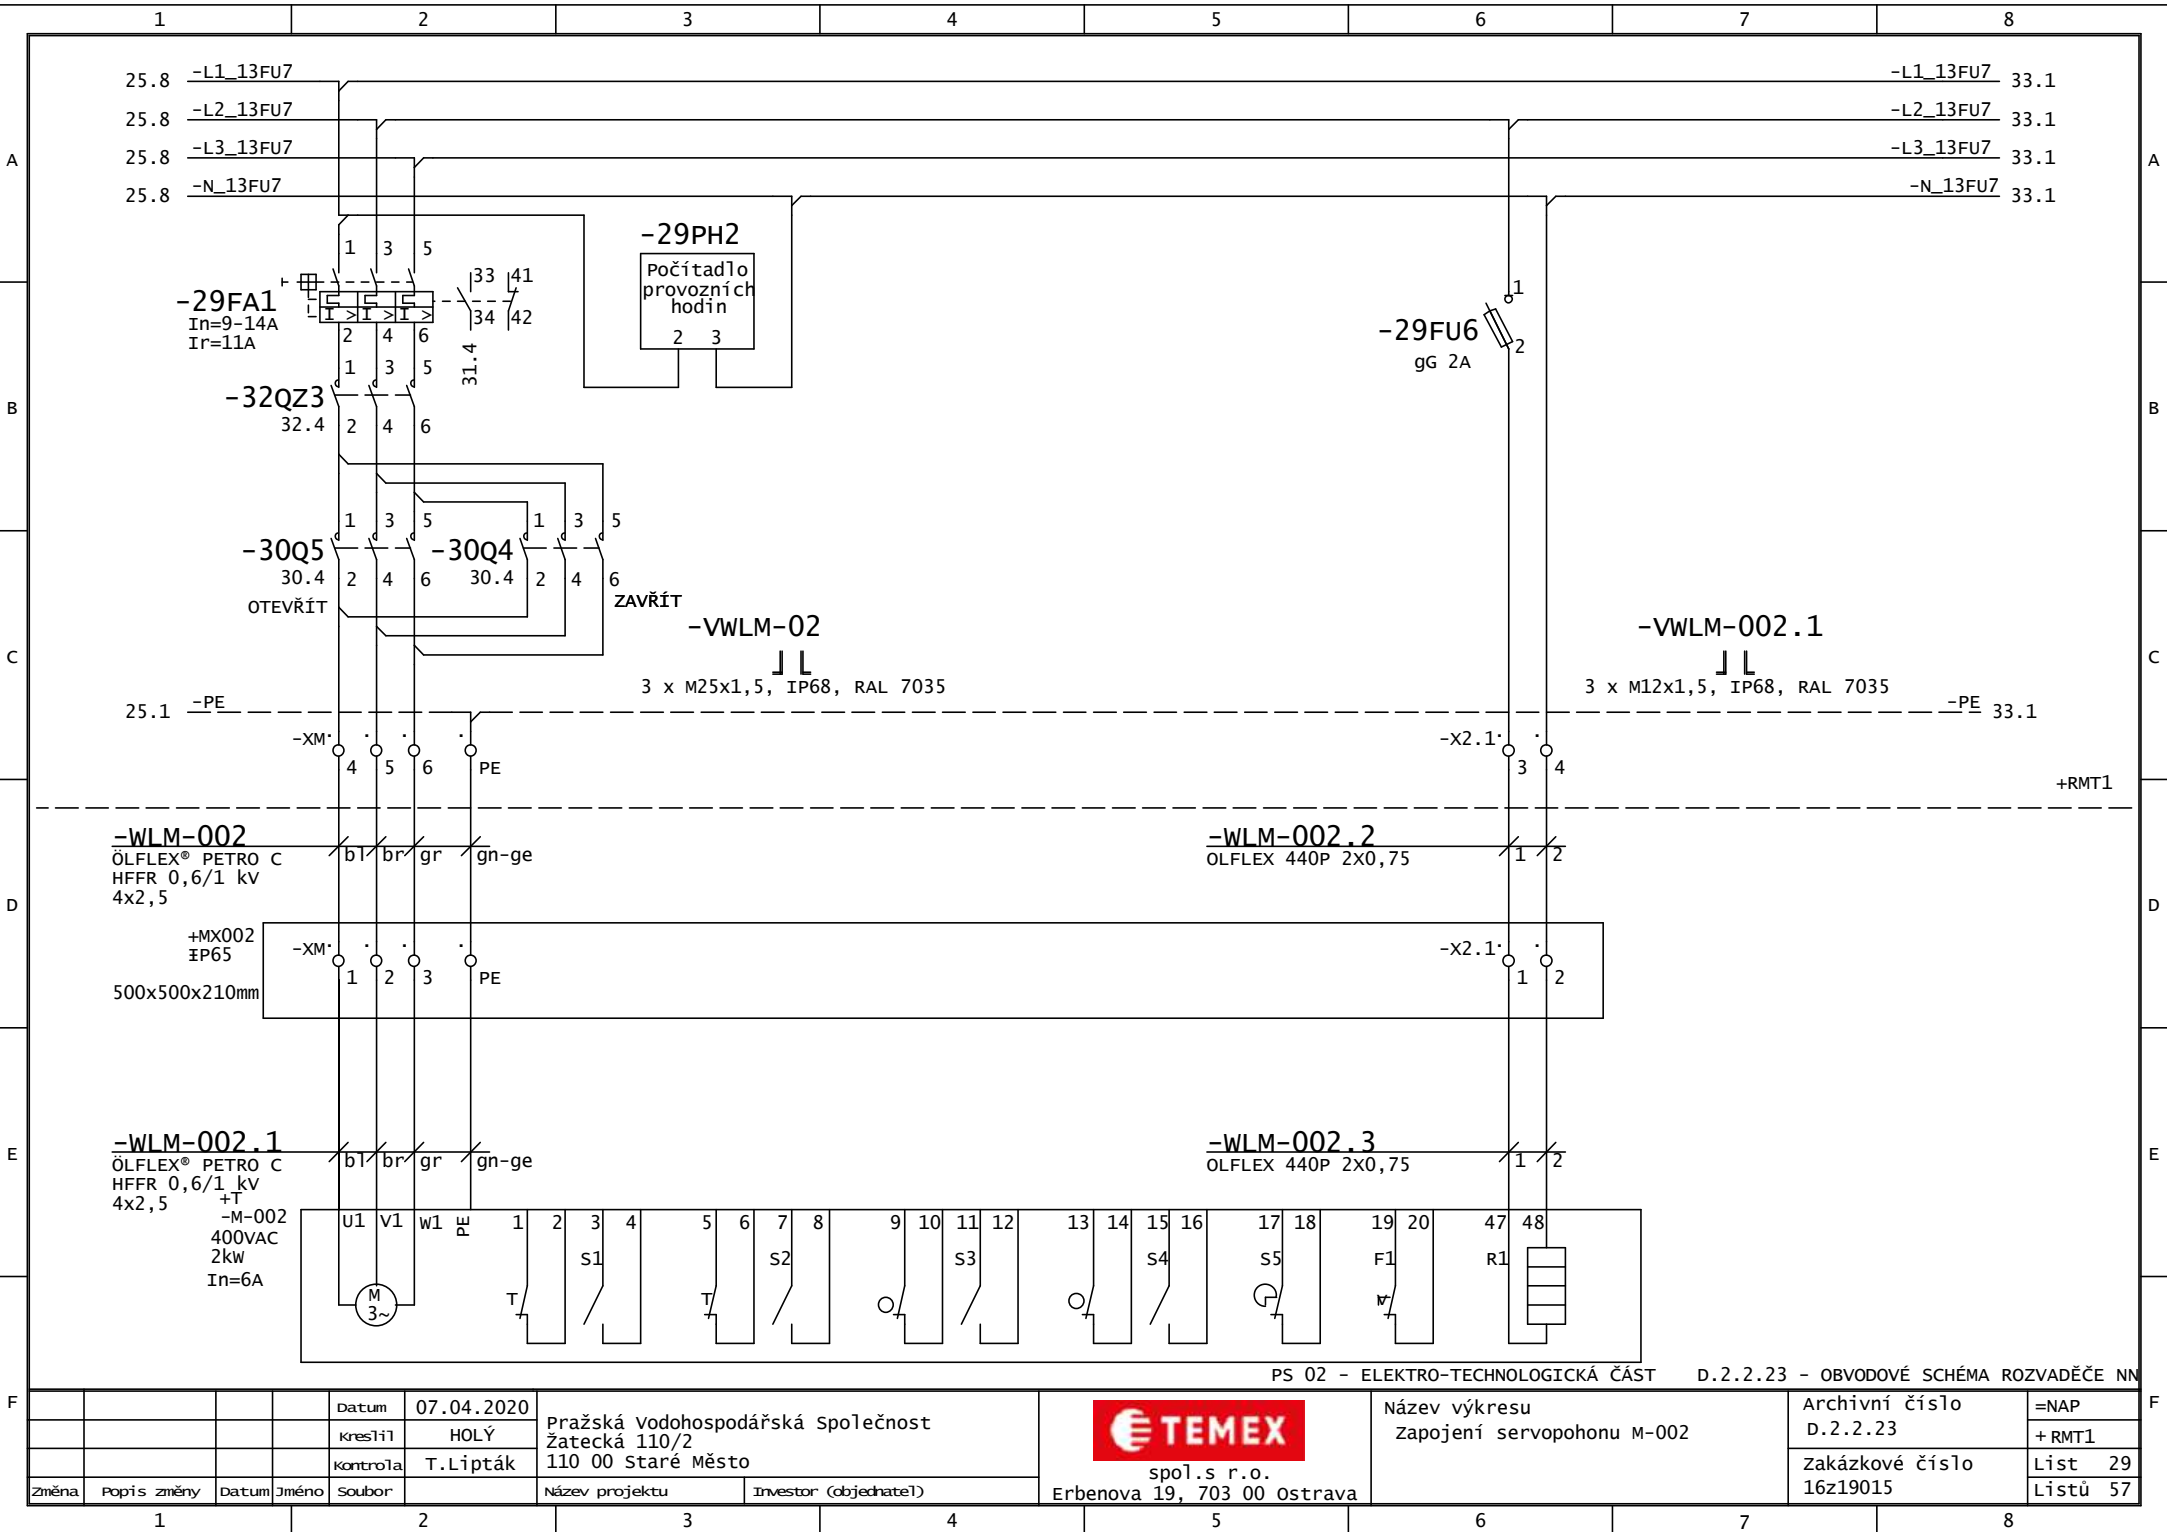 1 2 3 4 5 6 7 8
25.8 -L1_13FU7 -L1_13FU7 33.1
25.8 -L2_13FU7 -L2_13FU7 33.1
25.8 -L3_13FU7 -L3_13FU7 33.1
A A
25.8 -N_13FU7 -N_13FU7 33.1
-29PH2
1 3 5
Počítadlo
provozních
hodin
2 3
33 41
34 42
31.4
-29FA1
In=9-14A
Ir=11A
I > I > I >
2 4 6
1
-29FU6
2
gG 2A
1 3 5
-32QZ3
32.4 2 4 6
B B
1 3 5 1 3 5
-30Q5 -30Q4
30.4 2 4 6 30.4 2 4 6
OTEVŘÍT ZAVŘÍT
-VWLM-02 -VWLM-002.1
C C
3 x M25x1,5, IP68, RAL 7035 3 x M12x1,5, IP68, RAL 7035
25.1 -PE -PE 33.1
-XM -X2.1
4 5 6 PE 3 4
+RMT1
-WLM-002 bl br gr gn-ge
ÖLFLEX® PETRO C
HFFR 0,6/1 kV
4x2,5
-WLM-002.2 1 2
OLFLEX 440P 2X0,75
D D
+MX002
IP65
500x500x210mm
-XM -X2.1
1 2 3 PE 1 2
-WLM-002.1 bl br gr gn-ge
ÖLFLEX® PETRO C
HFFR 0,6/1 kV
4x2,5
-WLM-002.3 1 2
OLFLEX 440P 2X0,75
E E
+T
-M-002
400VAC
2kW
In=6A
U1 V1 W1 PE 1 2 3 4 5 6 7 8 9 10 11 12 13 14 15 16 17 18 19 20 47 48
S1 S2 S3 S4 S5 F1 R1
M
3~
T T
PS 02 - ELEKTRO-TECHNOLOGICKÁ ČÁST D.2.2.23 - OBVODOVÉ SCHÉMA ROZVADĚČE NN
F F
Datum 07.04.2020
Kreslil HOLÝ
Kontrola T.Lipták
Změna Popis změny Datum Jméno Soubor
Pražská Vodohospodářská Společnost
Žatecká 110/2
110 00 Staré Město
Název projektu Investor (objednatel)
TEMEX
spol.s r.o.
Erbenova 19, 703 00 Ostrava
Název výkresu
Zapojení servopohonu M-002
Archivní číslo
D.2.2.23
Zakázkové číslo
16z19015
=NAP
+RMT1
List 29
Listů 57
1 2 3 4 5 6 7 8